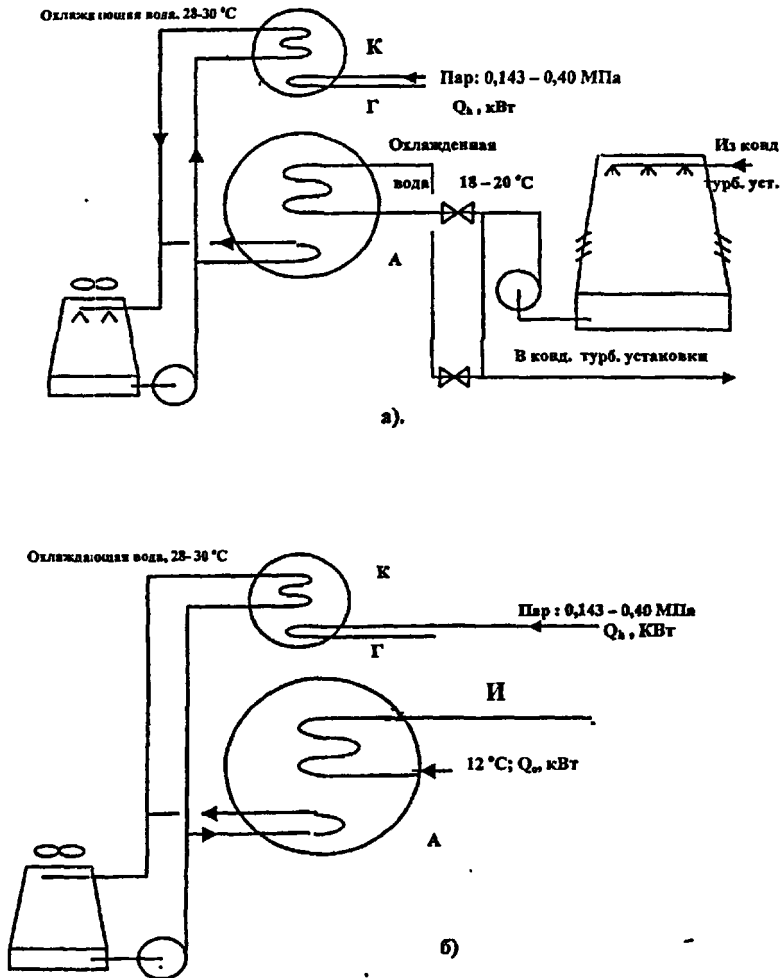 Охлаждающая вода, 28-30 °С
К
Пар: 0,143 – 0,40 МПа
Г
Qh, кВт
Охлажденная
вода
18 – 20 °С
Из конд
турб. уст.
А
В конд. турб. установки
а).
Охлаждающая вода, 28-30 °С
К
Пар : 0,143 – 0,40 МПа
Qh, КВт
Г
И
12 °С; Qo, кВт
А
б)